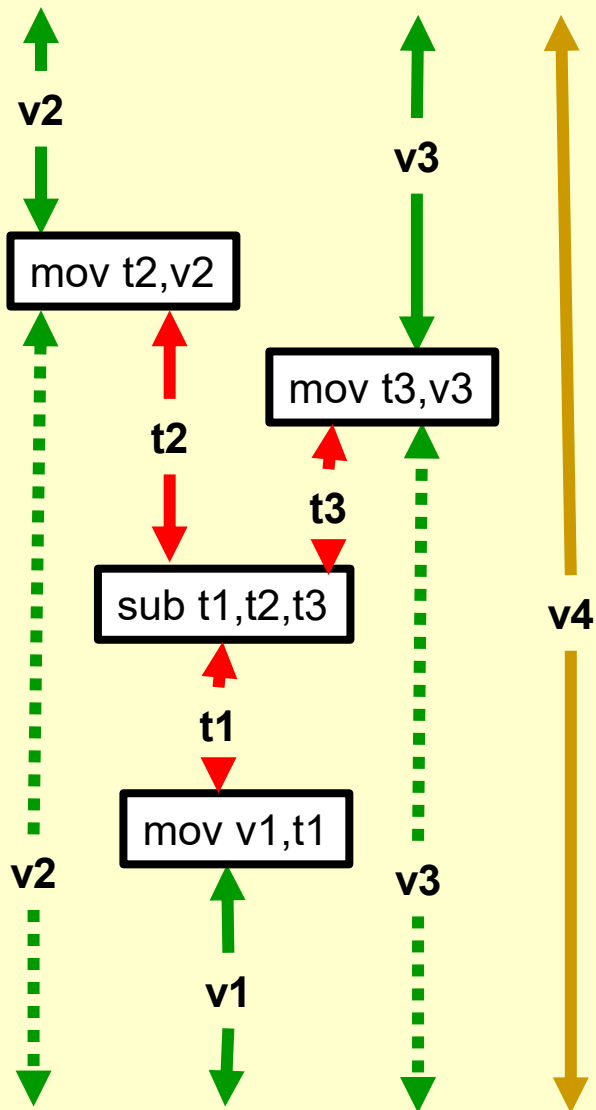 v2
v3
mov t2,v2
mov t3,v3
t2
t3
sub t1,t2,t3
v4
t1
mov v1,t1
v2
v3
v1